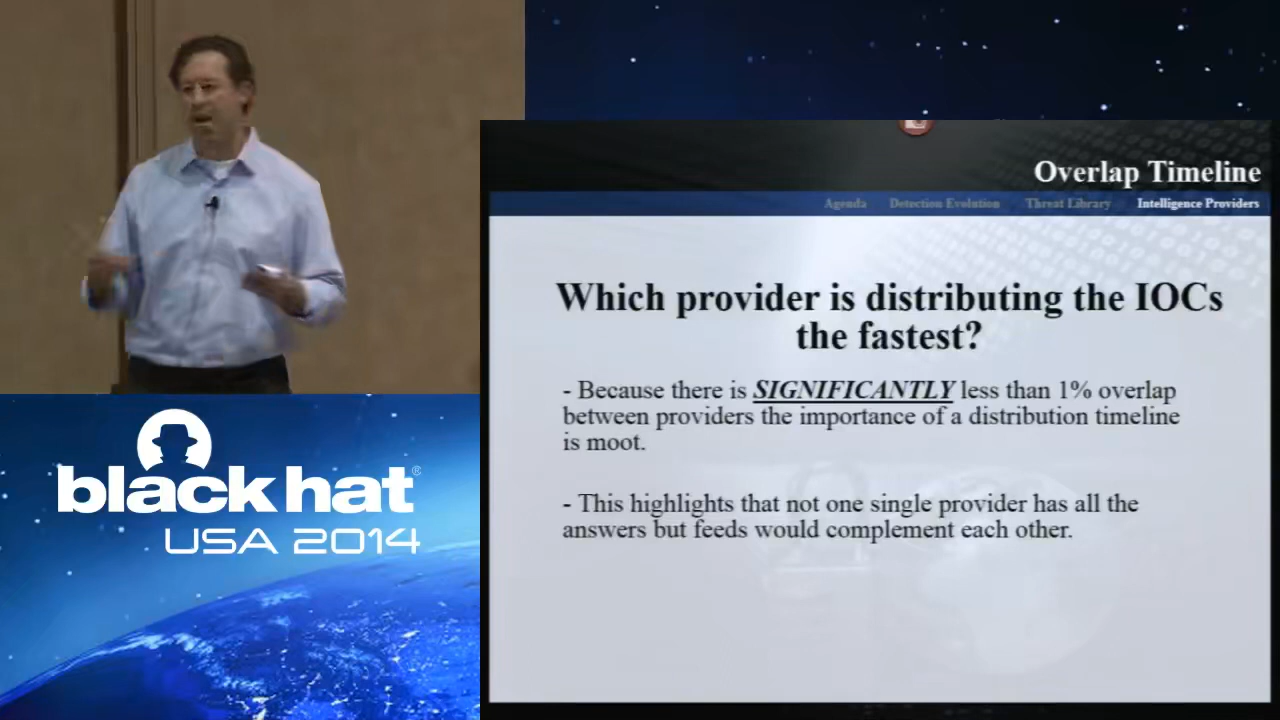 Overlap Timeline
Agenda Detection Evolution Threat Library Intelligence Providers
Which provider is distributing the IOCs
the fastest?
- Because there is SIGNIFICANTLY less than 1% overlap
between providers the importance of a distribution timeline
is moot.
- This highlights that not one single provider has all the
answers but feeds would complement each other.
black hat®
USA 2014